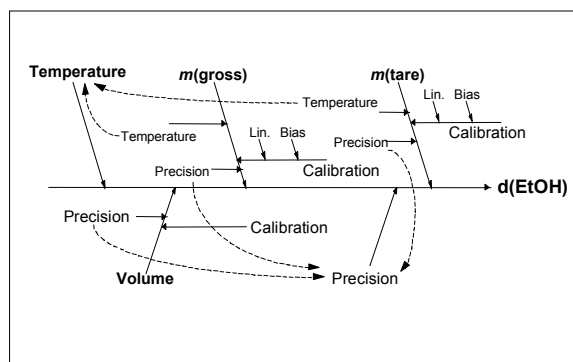 Temperature
m(gross)
m(tare)
Temperature
Lin. Bias
Temperature
Precision
Calibration
Lin. Bias
Precision
Calibration
d(EtOH)
Precision
Calibration
Volume
Precision